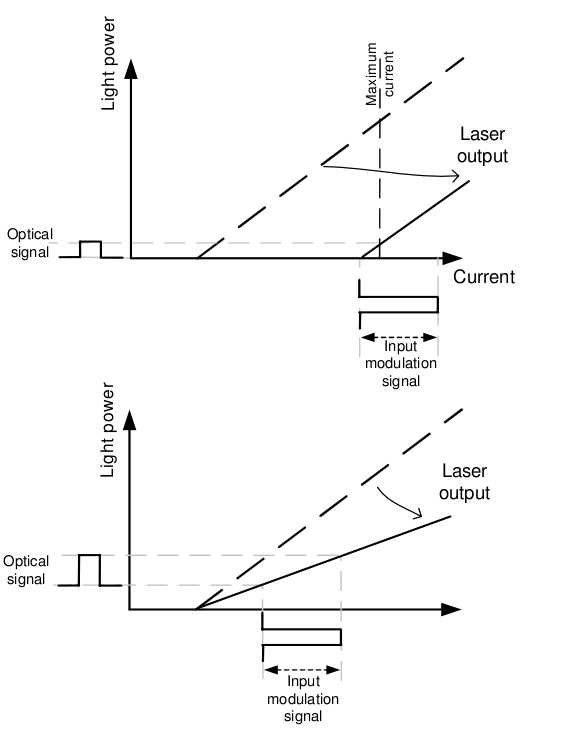 Light power
Maximum
current
Laser
output
Optical
signal
Current
Input
modulation
signal
Light power
Laser
output
Optical
signal
Input
modulation
signal